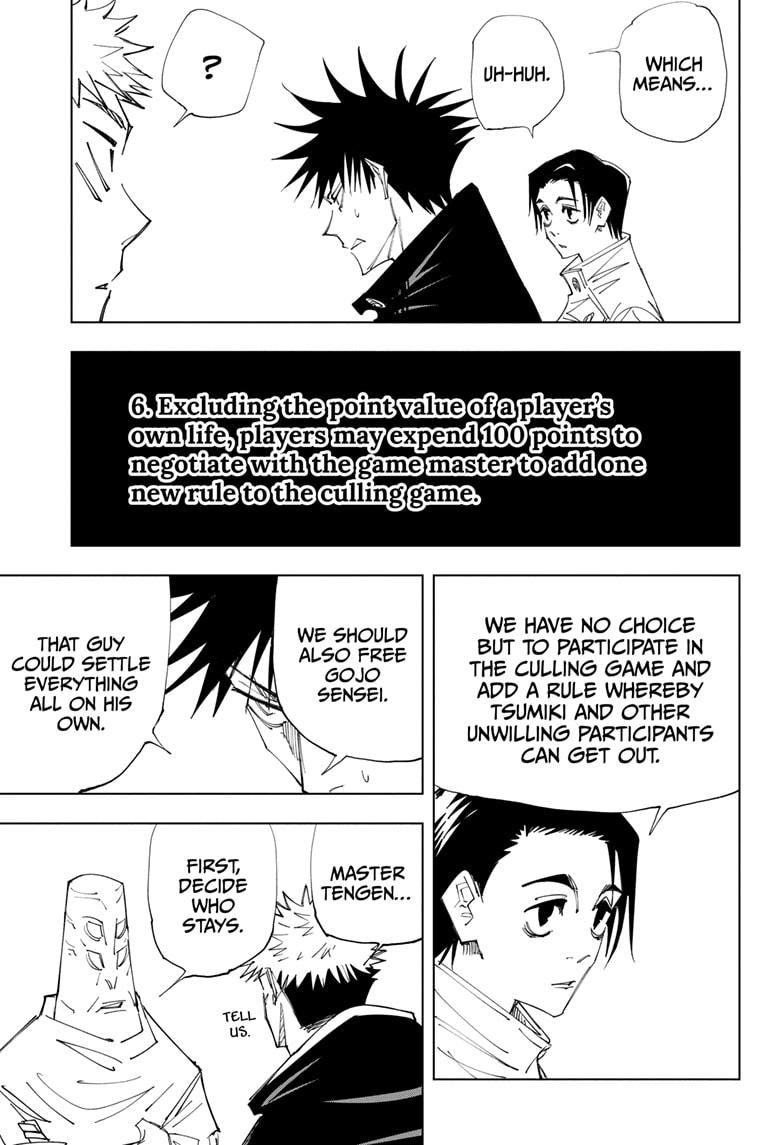 WHICH
MEANS...
UH-HUH.
?
6. Excluding the point value of a player's
own life, players may expend 100 points to
negotiate with the game master to add one
new rule to the culling game.
WE HAVE NO CHOICE
BUT TO PARTICIPATE IN
THE CULLING GAME AND
ADD A RULE WHEREBY
TSUMIKI AND OTHER
UNWILLING PARTICIPANTS
CAN GET OUT.
WE SHOULD
ALSO FREE
GOJO
SENSEI.
THAT GUY
COULD SETTLE
EVERYTHING
ALL ON HIS
OWN.
MASTER
TENGEN...
TELL
US.
FIRST,
DECIDE
WHO
STAYS.